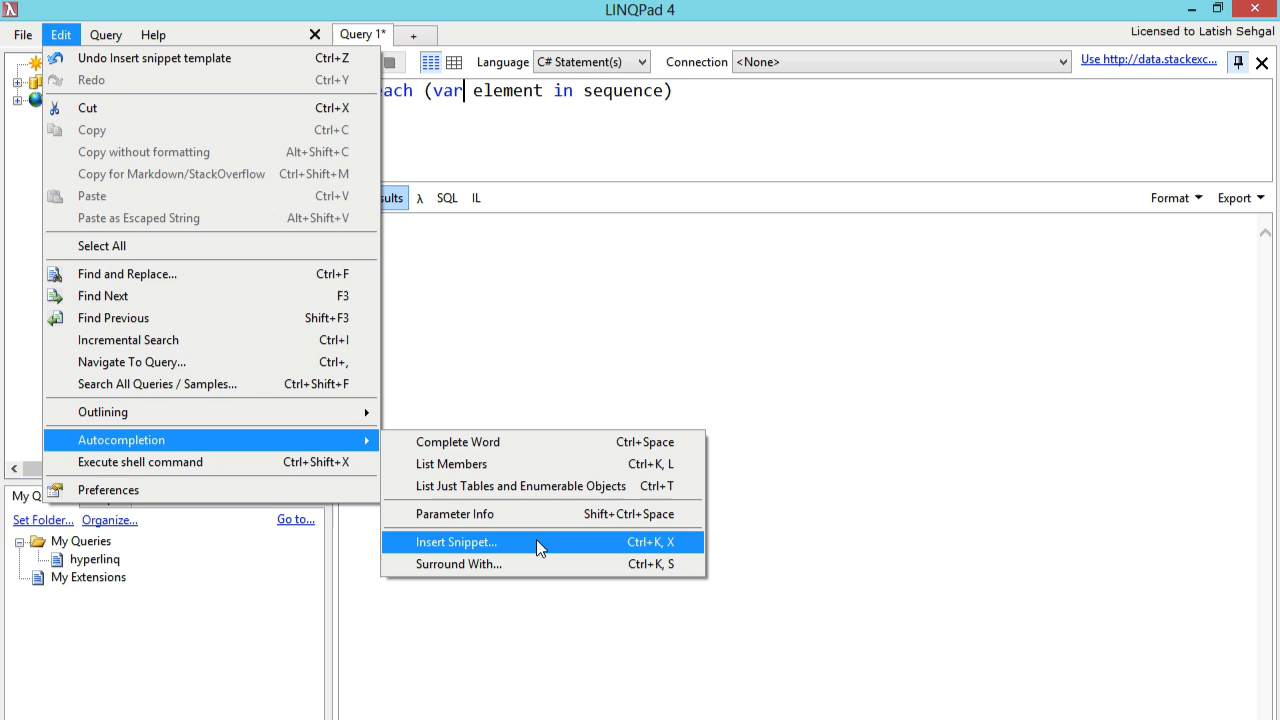 LINQPad 4
File Edit Query Help
Query 1*
+
Licensed to Latish Sehgal
Language C# Statement(s) Connection <None> Use http://data.stackexc...
each (var element in sequence)
Undo Insert snippet template Ctrl+Z
Redo Ctrl+Y
Cut Ctrl+X
Copy Ctrl+C
Copy without formatting Alt+Shift+C
Copy for Markdown/StackOverflow Ctrl+Shift+M
Paste Ctrl+V
Paste as Escaped String Alt+Shift+V
Select All
Find and Replace... Ctrl+F
Find Next F3
Find Previous Shift+F3
Incremental Search Ctrl+I
Navigate To Query... Ctrl+,
Search All Queries / Samples... Ctrl+Shift+F
Outlining
Autocompletion
Execute shell command Ctrl+Shift+X
Preferences
sults λ SQL IL Format Export
Complete Word Ctrl+Space
List Members Ctrl+K, L
List Just Tables and Enumerable Objects Ctrl+T
Parameter Info Shift+Ctrl+Space
Insert Snippet... Ctrl+K, X
Surround With... Ctrl+K, S
My Q
Set Folder... Organize... Go to...
My Queries
hyperlinq
My Extensions